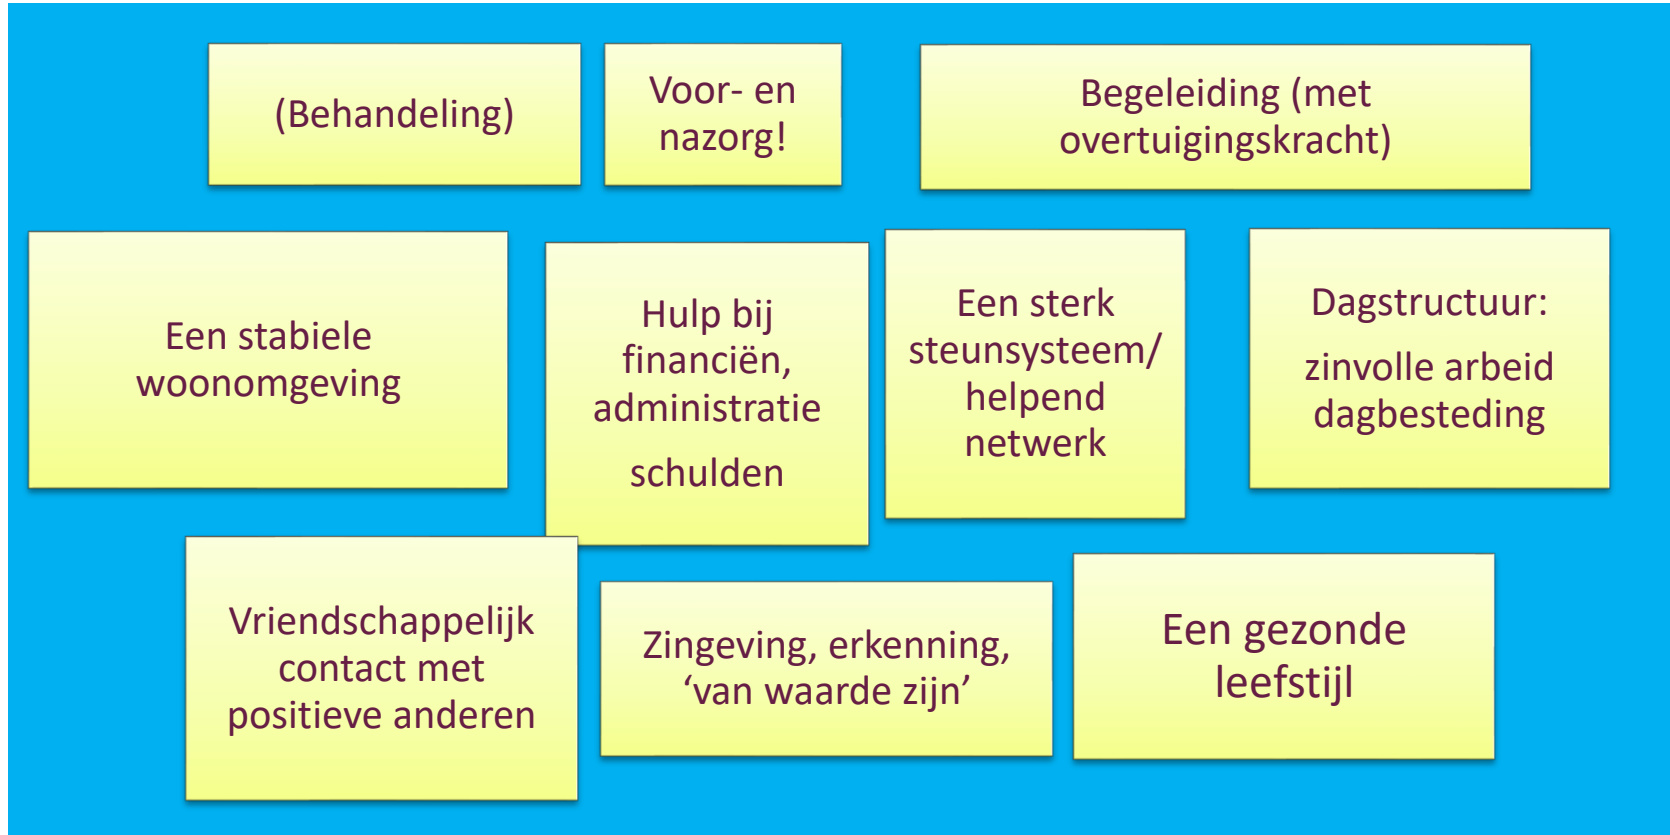 (Behandeling)
Voor- en
nazorg!
Begeleiding (met
overtuigingskracht)
Een stabiele
woonomgeving
Hulp bij
financiën,
administratie
schulden
Een sterk
steunsysteem/
helpend
netwerk
Dagstructuur:
zinvolle arbeid
dagbesteding
Vriendschappelijk
contact met
positieve anderen
Zingeving, erkenning,
‘van waarde zijn’
Een gezonde
leefstijl